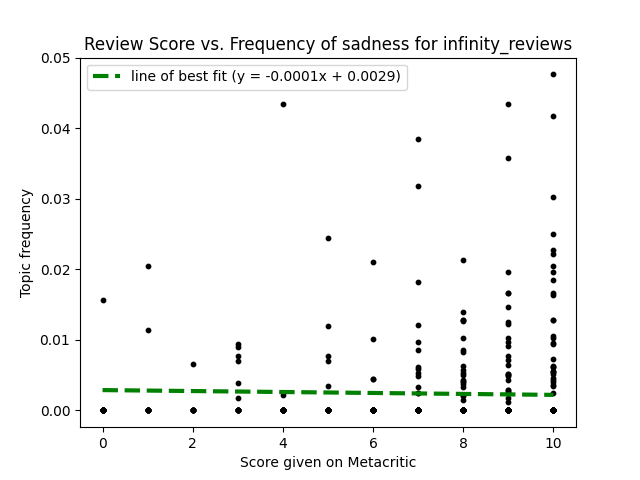 Review Score vs. Frequency of sadness for infinity_reviews
line of best fit (y = -0.0001x + 0.0029)
0.05
0.04
0.03
0.02
0.01
0.00
Topic frequency
0 2 4 6 8 10
Score given on Metacritic